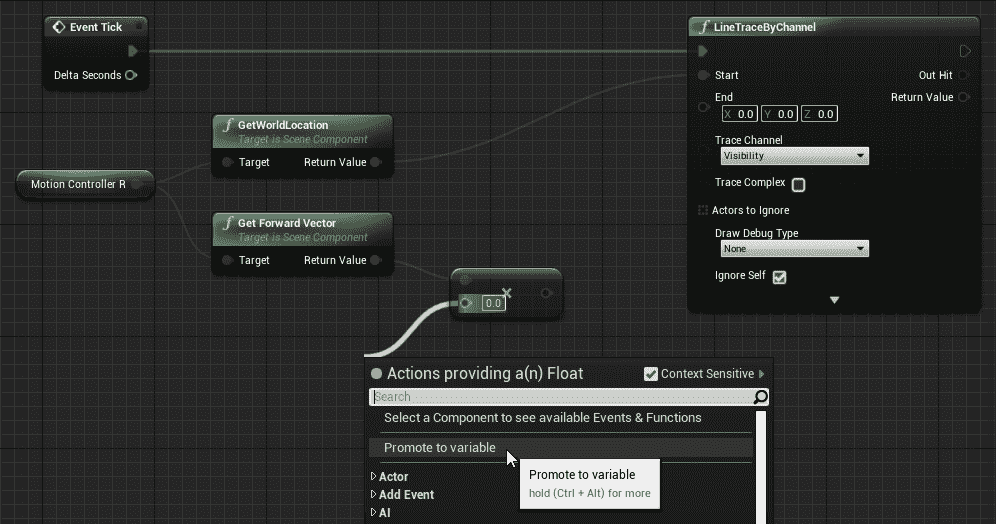 Event Tick
Delta Seconds
GetWorldLocation
Target is Scene Component
Target
Return Value
Motion Controller R
Get Forward Vector
Target is Scene Component
Target
Return Value
0.0
LineTraceByChannel
Start
Out Hit
End
Return Value
X 0.0 Y 0.0 Z 0.0
Trace Channel
Visibility
Trace Complex
Actors to Ignore
Draw Debug Type
None
Ignore Self
Actions providing a(n) Float
Context Sensitive
Search
Select a Component to see available Events & Functions
Promote to variable
Promote to variable
hold (Ctrl + Alt) for more
Actor
Add Event
AI